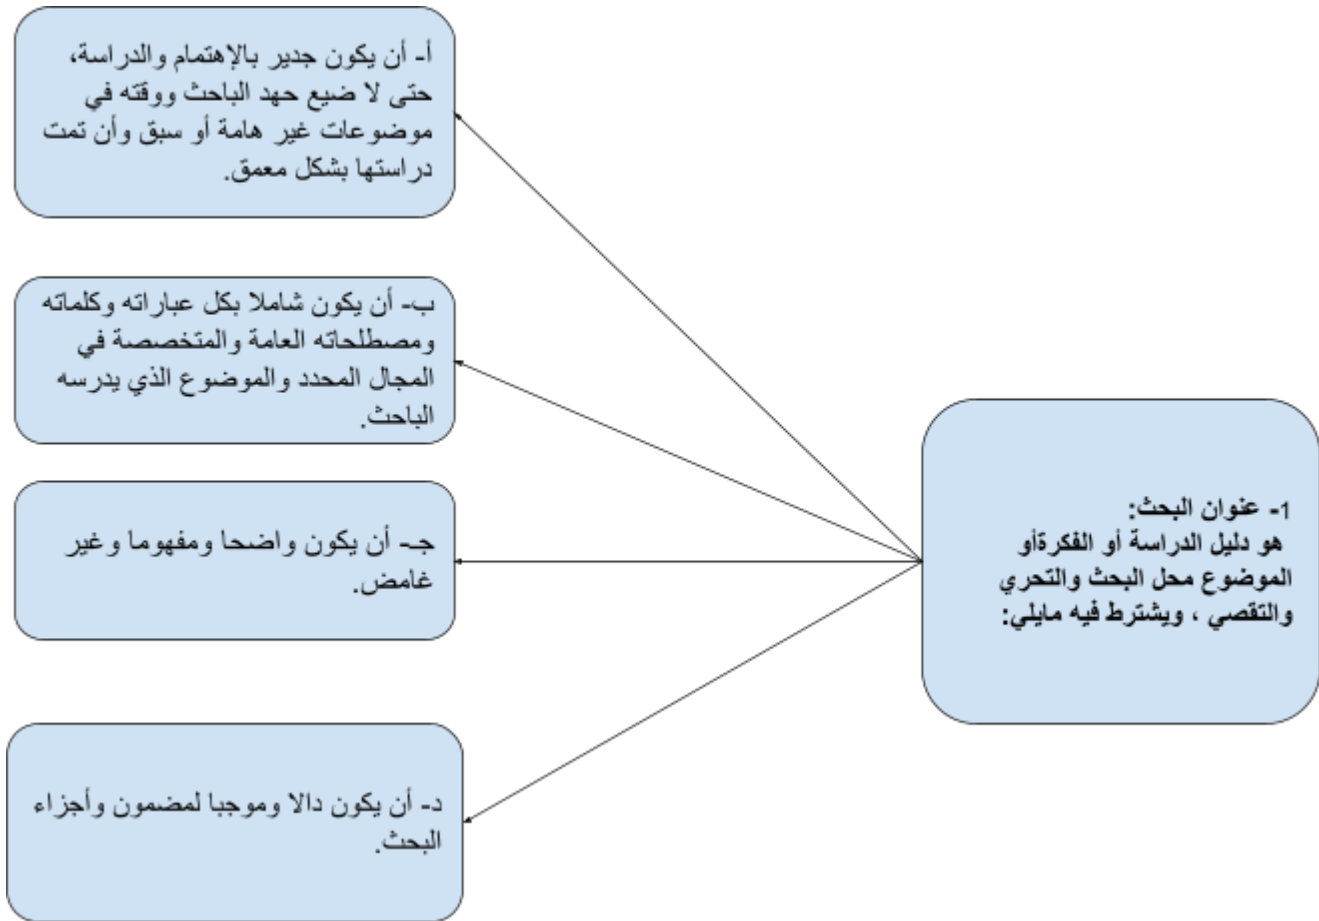 1- عنوان البحث:
هو دليل الدراسة أو الفكرةأو
الموضوع محل البحث والتحري
والتقصي ، ويشترط فيه مايلي:
أ- أن يكون جدير بالإهتمام والدراسة،
حتى لا ضيع حهد الباحث ووقته في
موضوعات غير هامة أو سبق وأن تمت
دراستها بشكل معمق.
ب- أن يكون شاملا بكل عباراته وكلماته
ومصطلحاته العامة والمتخصصة في
المجال المحدد والموضوع الذي يدرسه
الباحث.
جـ- أن يكون واضحا ومفهوما وغير
غامض.
د- أن يكون دالا وموجبا لمضمون وأجزاء
البحث.